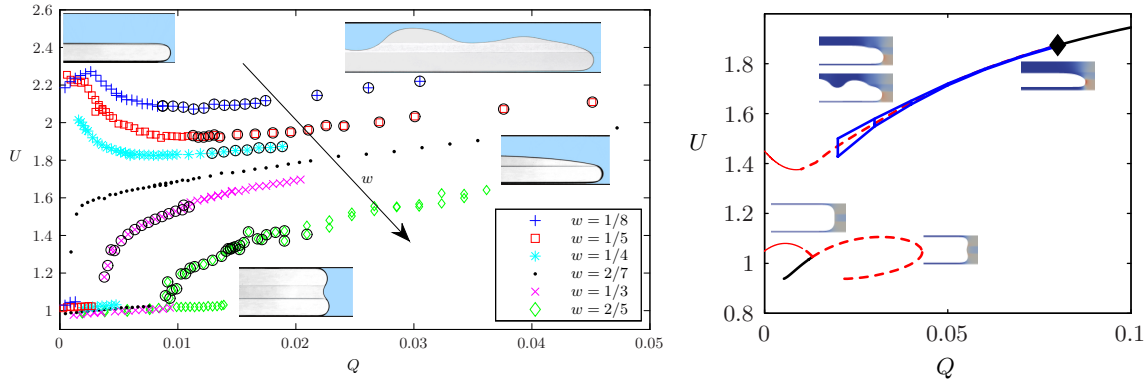 2.6
2.4
2.2
2
1.8
1.6
1.4
1.2
1
U
0
0.01
0.02
0.03
0.04
0.05
Q
w
w = 1/8
w = 1/5
w = 1/4
w = 2/7
w = 1/3
w = 2/5
1.8
1.6
1.4
1.2
1
0.8
U
0
0.05
0.1
Q